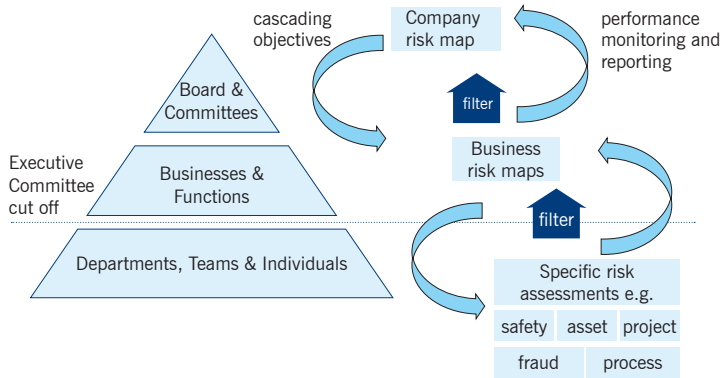 cascading
objectives
Company
risk map
performance
monitoring and
reporting
Board &
Committees
filter
Executive
Committee
cut off
Businesses &
Functions
Business
risk maps
filter
Departments, Teams & Individuals
Specific risk
assessments e.g.
safety
asset
project
fraud
process